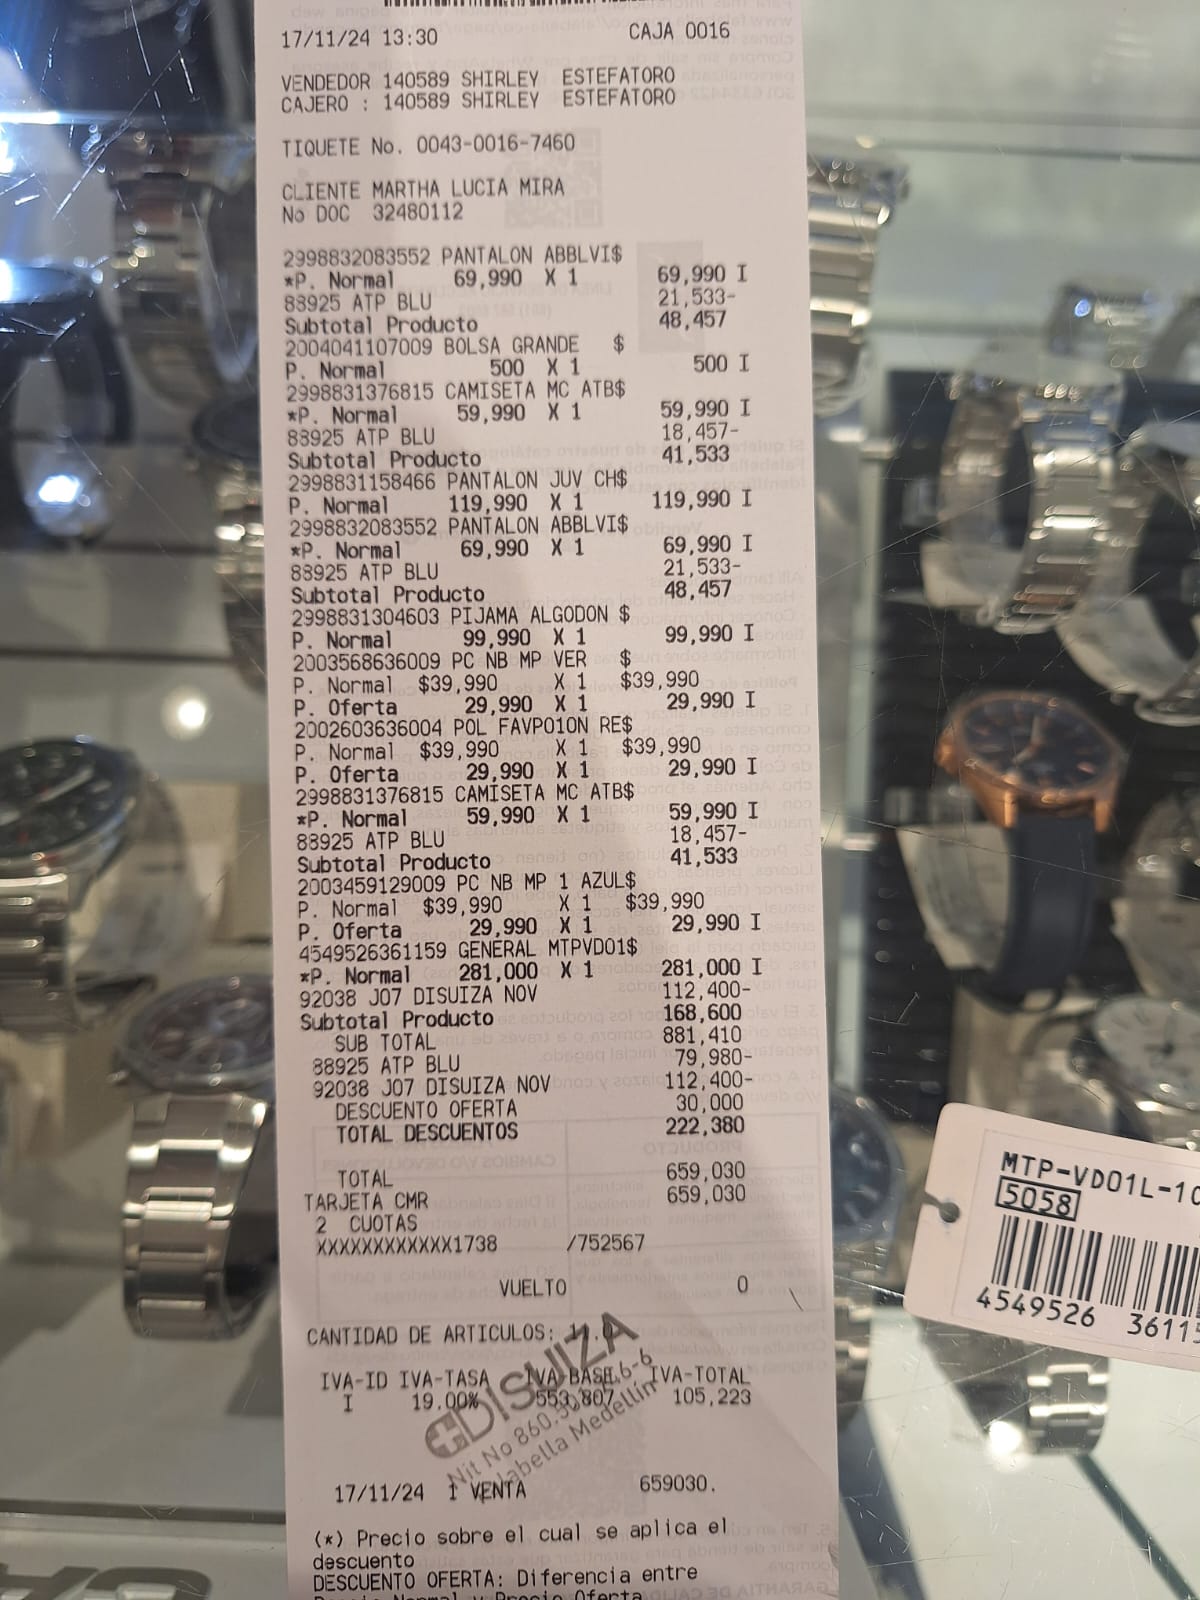 17/11/24 13:30 CAJA 0016
VENDEDOR 140589 SHIRLEY ESTEFATORO
CAJERO : 140589 SHIRLEY ESTEFATORO
TIQUETE No. 0043-0016-7460
CLIENTE MARTHA LUCIA MIRA
No DOC 32480112
2998832083552 PANTALON ABBLVI$
*P. Normal 69,990 X 1 69,990 I
88925 ATP BLU 21,533-
Subtotal Producto 48,457
2004041107009 BOLSA GRANDE $
P. Normal 500 X 1 500 I
2998831376815 CAMISETA MC ATB$
*P. Normal 59,990 X 1 59,990 I
88925 ATP BLU 18,457-
Subtotal Producto 41,533
2998831158466 PANTALON JUV CH$
P. Normal 119,990 X 1 119,990 I
2998832083552 PANTALON ABBLVI$
*P. Normal 69,990 X 1 69,990 I
88925 ATP BLU 21,533-
Subtotal Producto 48,457
2998831304603 PIJAMA ALGODON $
P. Normal 99,990 X 1 99,990 I
2003568636009 PC NB MP VER $
P. Normal $39,990 X 1 $39,990
P. Oferta 29,990 X 1 29,990 I
2002603636004 POL FAVPO1ON RE$
P. Normal $39,990 X 1 $39,990
P. Oferta 29,990 X 1 29,990 I
2998831376815 CAMISETA MC ATB$
*P. Normal 59,990 X 1 59,990 I
88925 ATP BLU 18,457-
Subtotal Producto 41,533
2003459129009 PC NB MP 1 AZUL$
P. Normal $39,990 X 1 $39,990
P. Oferta 29,990 X 1 29,990 I
4549526361159 GENERAL MTPVD01$
*P. Normal 281,000 X 1 281,000 I
92038 J07 DISUIZA NOV 112,400-
Subtotal Producto 168,600
SUB TOTAL 881,410
88925 ATP BLU 79,980-
92038 J07 DISUIZA NOV 112,400-
DESCUENTO OFERTA 30,000
TOTAL DESCUENTOS 222,380
TOTAL 659,030
TARJETA CMR 659,030
2 CUOTAS
XXXXXXXXXXXX1738 /752567
VUELTO 0
CANTIDAD DE ARTICULOS: 11.0
IVA-ID IVA-TASA IVA-BASE IVA-TOTAL
I 19.00% 553,807 105,223
DISUIZA
Nit No 860.
Medellín
17/11/24 1 VENTA 659030.
(*) Precio sobre el cual se aplica el
descuento
DESCUENTO OFERTA: Diferencia entre
Precio Normal y Precio Oferta
MTP-VD01L-1
5058
4549526 3611